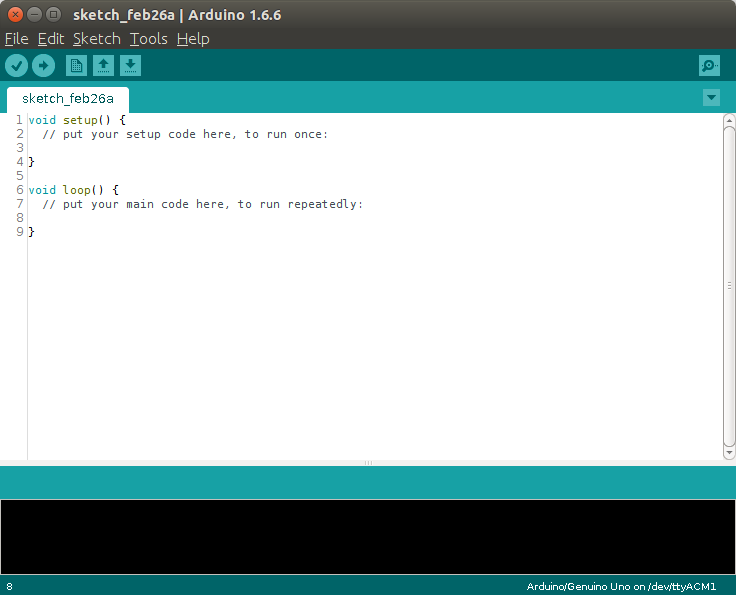 sketch_feb26a | Arduino 1.6.6
File Edit Sketch Tools Help
sketch_feb26a
1 void setup() {
2   // put your setup code here, to run once:
3
4 }
5
6 void loop() {
7   // put your main code here, to run repeatedly:
8
9 }
8 Arduino/Genuino Uno on /dev/ttyACM1